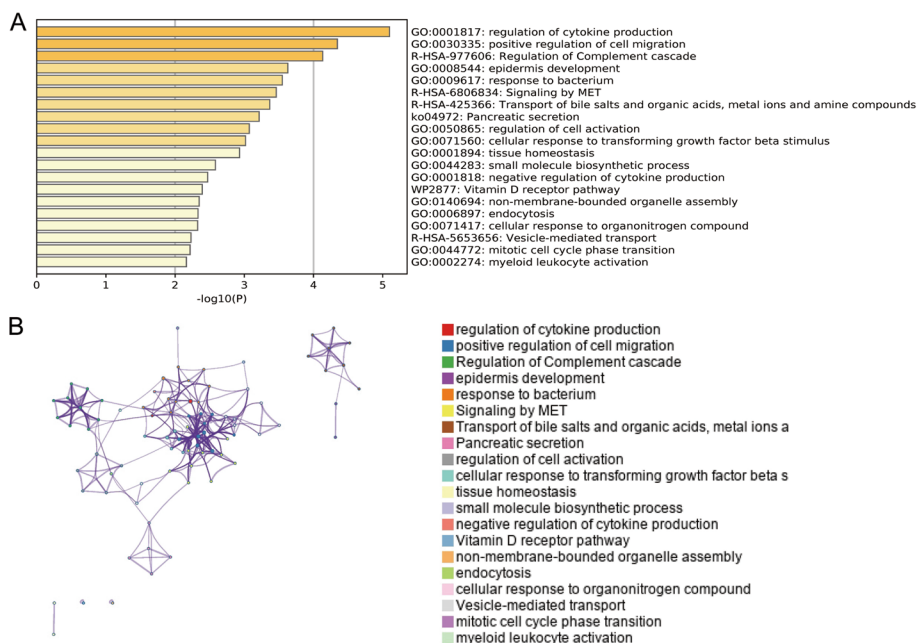 A
GO:0001817: regulation of cytokine production
GO:0030335: positive regulation of cell migration
R-HSA-977606: Regulation of Complement cascade
GO:0008544: epidermis development
GO:0009617: response to bacterium
R-HSA-6806834: Signaling by MET
R-HSA-425366: Transport of bile salts and organic acids, metal ions and amine compounds
ko04972: Pancreatic secretion
GO:0050865: regulation of cell activation
GO:0071560: cellular response to transforming growth factor beta stimulus
GO:0001894: tissue homeostasis
GO:0044283: small molecule biosynthetic process
GO:0001818: negative regulation of cytokine production
WP2877: Vitamin D receptor pathway
GO:0140694: non-membrane-bounded organelle assembly
GO:0006897: endocytosis
GO:0071417: cellular response to organonitrogen compound
R-HSA-5653656: Vesicle-mediated transport
GO:0044772: mitotic cell cycle phase transition
GO:0002274: myeloid leukocyte activation
0 1 2 3 4 5
-log10(P)
B
regulation of cytokine production
positive regulation of cell migration
Regulation of Complement cascade
epidermis development
response to bacterium
Signaling by MET
Transport of bile salts and organic acids, metal ions a
Pancreatic secretion
regulation of cell activation
cellular response to transforming growth factor beta s
tissue homeostasis
small molecule biosynthetic process
negative regulation of cytokine production
Vitamin D receptor pathway
non-membrane-bounded organelle assembly
endocytosis
cellular response to organonitrogen compound
Vesicle-mediated transport
mitotic cell cycle phase transition
myeloid leukocyte activation